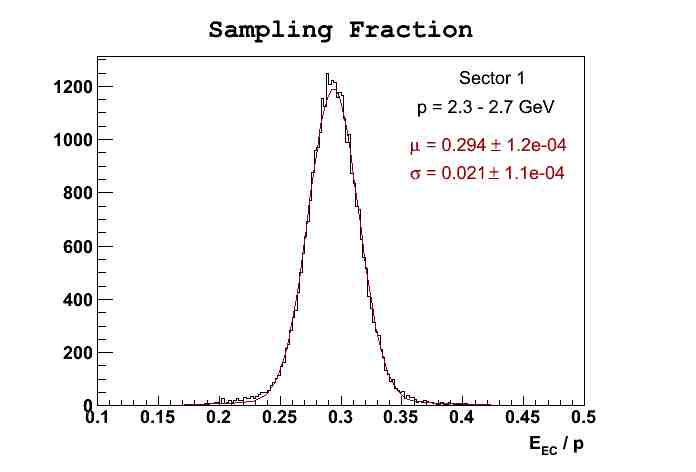 Sampling Fraction
Sector 1
p = 2.3 - 2.7 GeV
μ = 0.294 ± 1.2e-04
σ = 0.021 ± 1.1e-04
1200
1000
800
600
400
200
0
0.1 0.15 0.2 0.25 0.3 0.35 0.4 0.45 0.5
E_EC / p